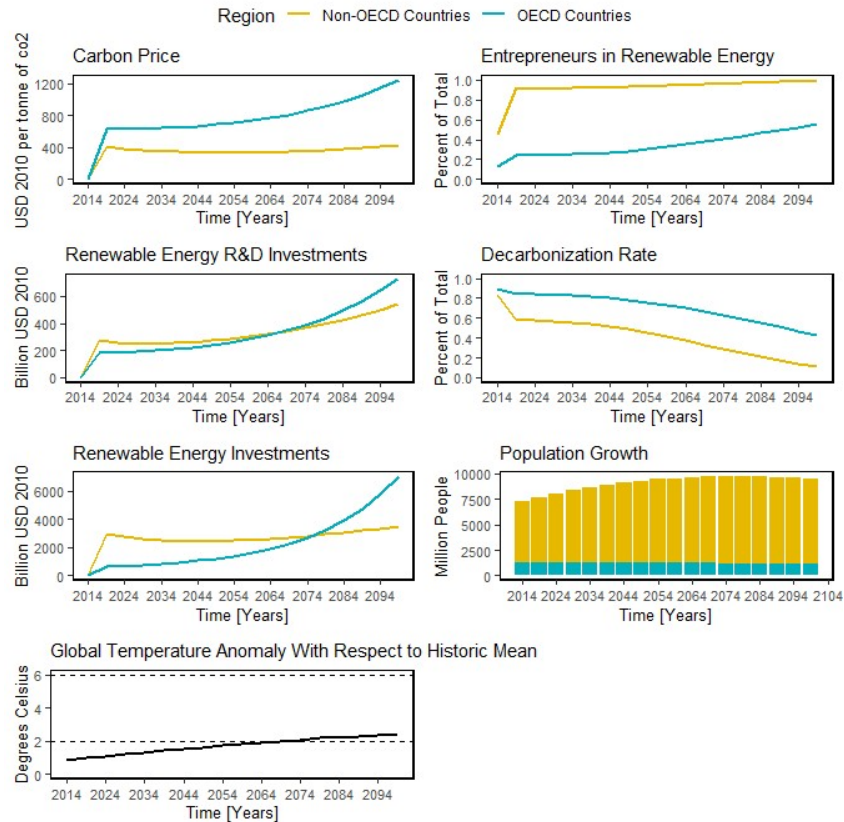 Region Non-OECD Countries OECD Countries
Carbon Price
USD 2010 per tonne of co2
1200
800
400
0
2014 2024 2034 2044 2054 2064 2074 2084 2094
Time [Years]
Entrepreneurs in Renewable Energy
Percent of Total
1.0
0.8
0.6
0.4
0.2
0.0
2014 2024 2034 2044 2054 2064 2074 2084 2094
Time [Years]
Renewable Energy R&D Investments
Billion USD 2010
600
400
200
0
2014 2024 2034 2044 2054 2064 2074 2084 2094
Time [Years]
Decarbonization Rate
Percent of Total
1.0
0.8
0.6
0.4
0.2
0.0
2014 2024 2034 2044 2054 2064 2074 2084 2094
Time [Years]
Renewable Energy Investments
Billion USD 2010
6000
4000
2000
0
2014 2024 2034 2044 2054 2064 2074 2084 2094
Time [Years]
Population Growth
Million People
10000
7500
5000
2500
0
2014 2024 2034 2044 2054 2064 2074 2084 2094 2104
Time [Years]
Global Temperature Anomaly With Respect to Historic Mean
Degrees Celsius
6
4
2
0
2014 2024 2034 2044 2054 2064 2074 2084 2094
Time [Years]